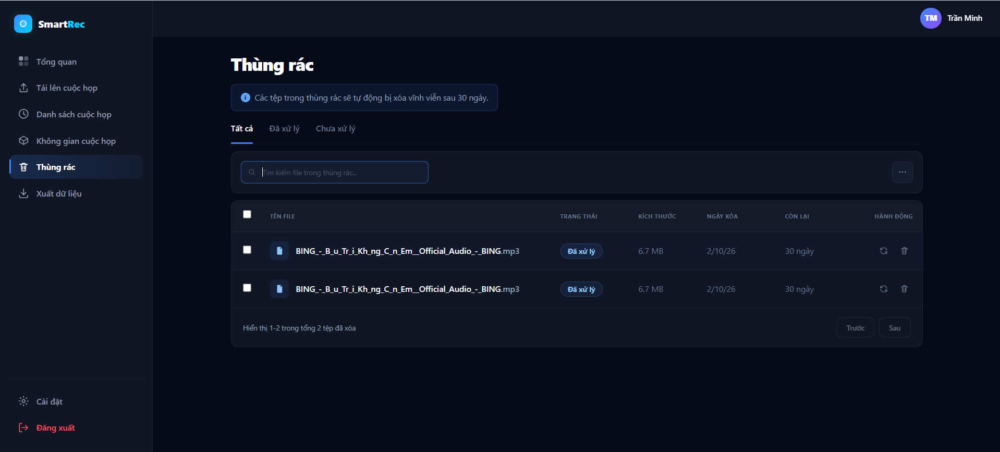 SmartRec
TM Trần Minh
Tổng quan
Tải lên cuộc họp
Danh sách cuộc họp
Không gian cuộc họp
Thùng rác
Xuất dữ liệu
Cài đặt
Đăng xuất
Thùng rác
Các tệp trong thùng rác sẽ tự động bị xóa vĩnh viễn sau 30 ngày.
Tất cả Đã xử lý Chưa xử lý
Tìm kiếm file trong thùng rác...
TÊN FILE TRẠNG THÁI KÍCH THƯỚC NGÀY XÓA CÒN LẠI HÀNH ĐỘNG
BING_-_B_u_Tr_i_Kh_ng_C_n_Em__Official_Audio_-_BING.mp3 Đã xử lý 6.7 MB 2/10/26 30 ngày
BING_-_B_u_Tr_i_Kh_ng_C_n_Em__Official_Audio_-_BING.mp3 Đã xử lý 6.7 MB 2/10/26 30 ngày
Hiển thị 1-2 trong tổng 2 tệp đã xóa Trước Sau